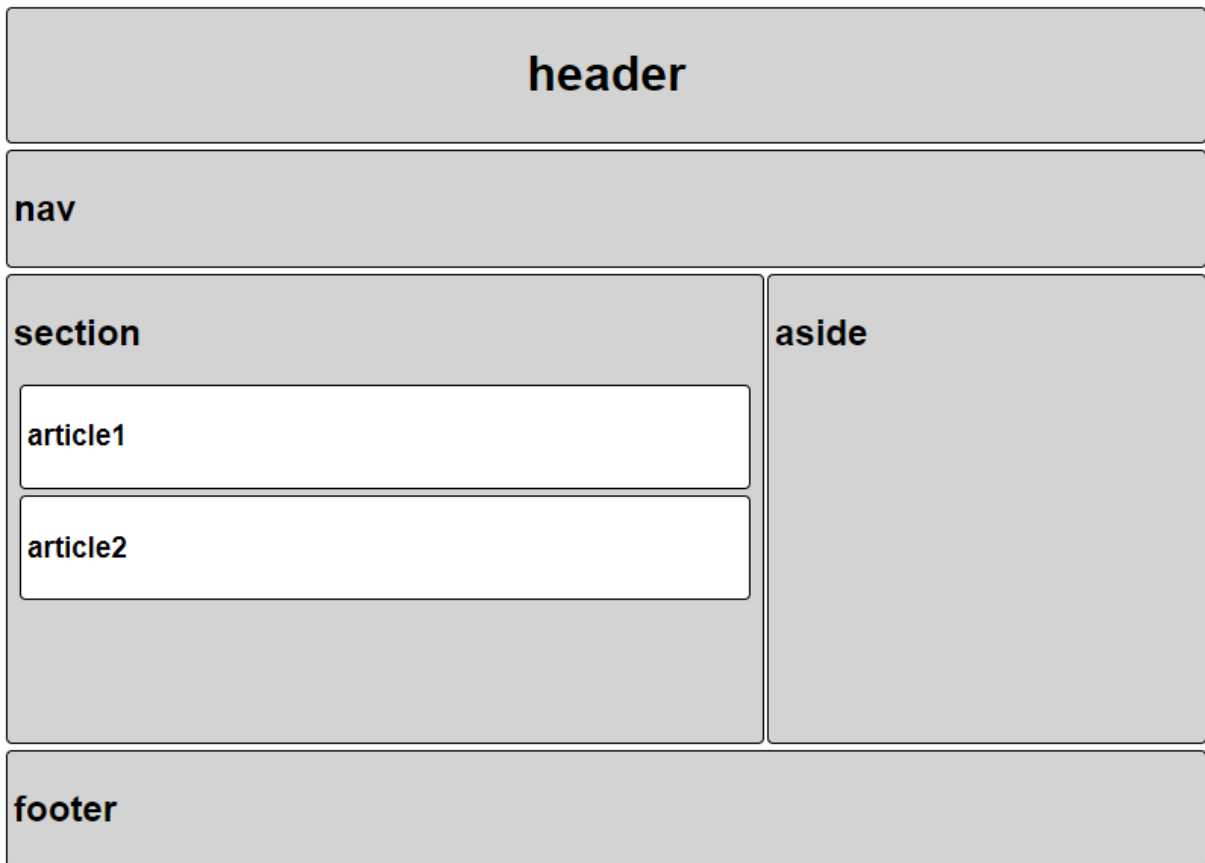 header
nav
section
aside
article1
article2
footer